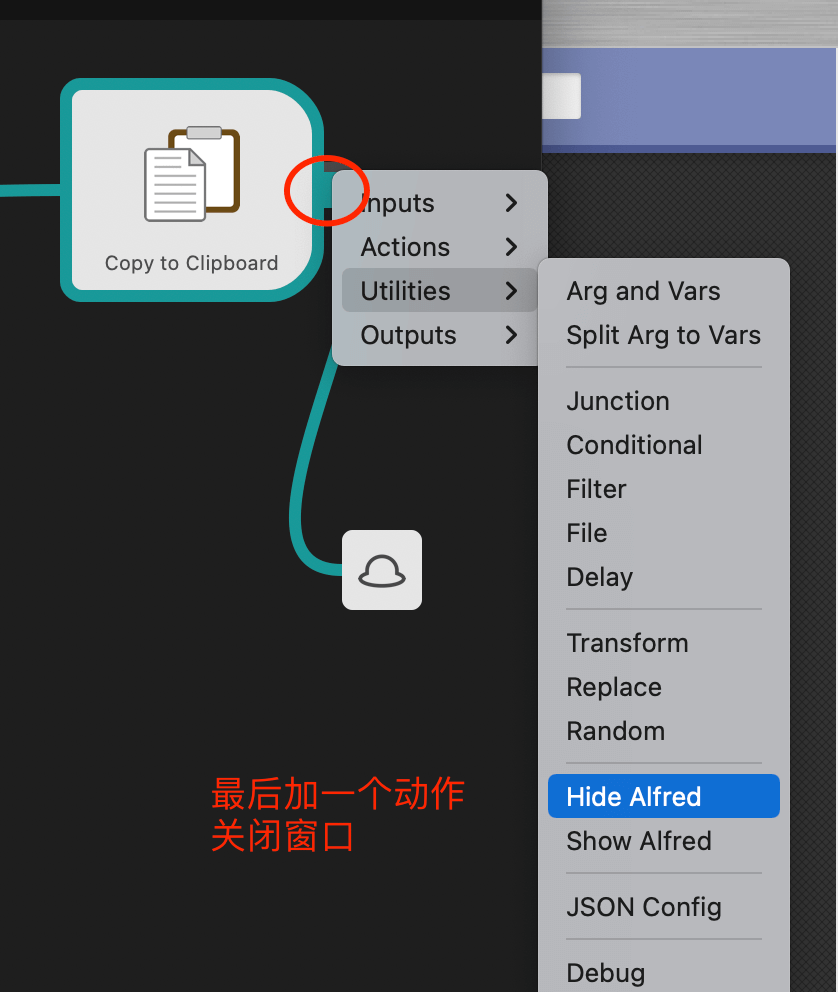 Copy to Clipboard
Inputs
Actions
Utilities
Outputs
Arg and Vars
Split Arg to Vars
Junction
Conditional
Filter
File
Delay
Transform
Replace
Random
Hide Alfred
Show Alfred
JSON Config
Debug
最后加一个动作
关闭窗口